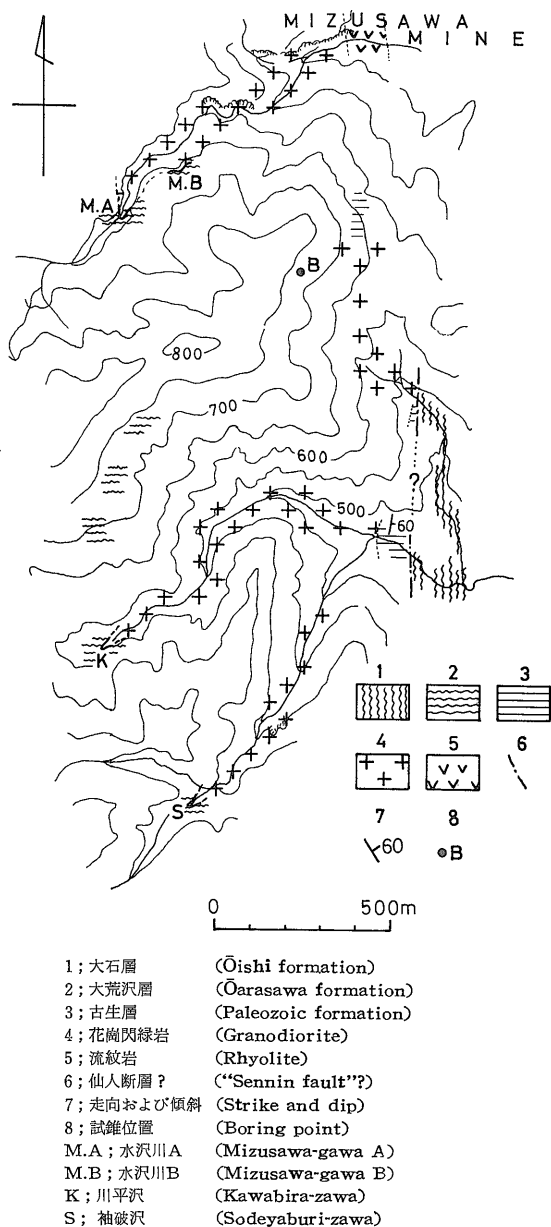 MIZUSAWA
MINE
M.A
M.B
B
800
700
600
?
500
60
K
S
1 2 3
4 5 6
7 8
60 B
0 500m
1 ; 大石層 (Ōishi formation)
2 ; 大荒沢層 (Ōarasawa formation)
3 ; 古生層 (Paleozoic formation)
4 ; 花崗閃緑岩 (Granodiorite)
5 ; 流紋岩 (Rhyolite)
6 ; 仙人断層 ? ("Sennin fault"?)
7 ; 走向および傾斜 (Strike and dip)
8 ; 試錐位置 (Boring point)
M.A ; 水沢川A (Mizusawa-gawa A)
M.B ; 水沢川B (Mizusawa-gawa B)
K ; 川平沢 (Kawabira-zawa)
S ; 袖破沢 (Sodeyaburi-zawa)